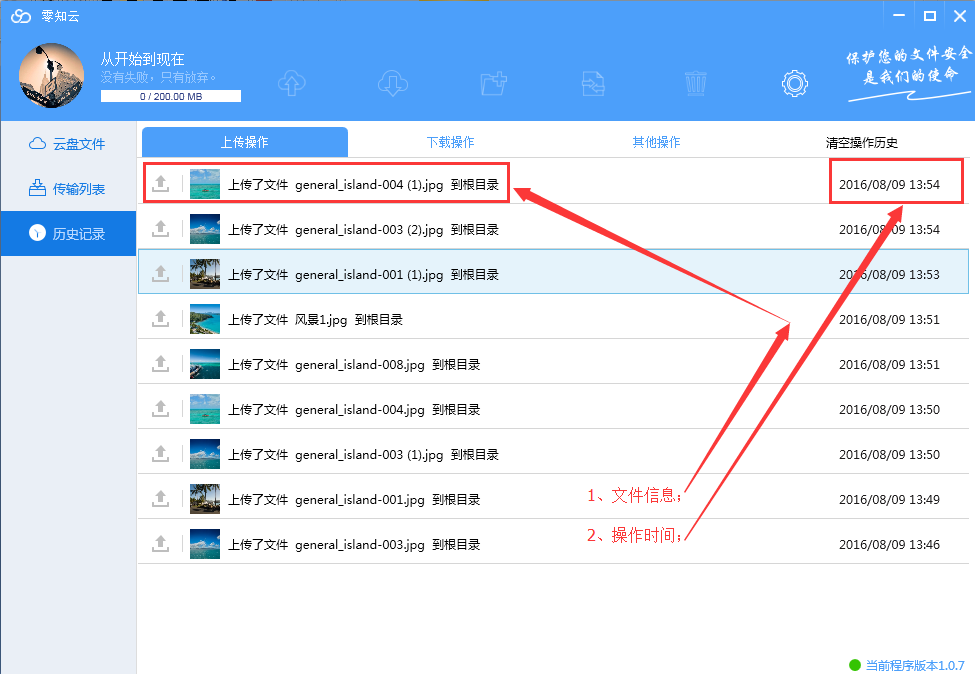 零知云
从开始到现在
没有失败，只有放弃。
0 / 200.00 MB
保护您的文件安全
是我们的使命
云盘文件
传输列表
历史记录
上传操作 下载操作 其他操作 清空操作历史
上传了文件 general_island-004 (1).jpg 到根目录 2016/08/09 13:54
上传了文件 general_island-003 (2).jpg 到根目录 2016/08/09 13:54
上传了文件 general_island-001 (1).jpg 到根目录 2016/08/09 13:53
上传了文件 风景1.jpg 到根目录 2016/08/09 13:51
上传了文件 general_island-008.jpg 到根目录 2016/08/09 13:51
上传了文件 general_island-004.jpg 到根目录 2016/08/09 13:50
上传了文件 general_island-003 (1).jpg 到根目录 2016/08/09 13:50
上传了文件 general_island-001.jpg 到根目录 2016/08/09 13:49
上传了文件 general_island-003.jpg 到根目录 2016/08/09 13:46
1、文件信息；
2、操作时间；
当前程序版本1.0.7